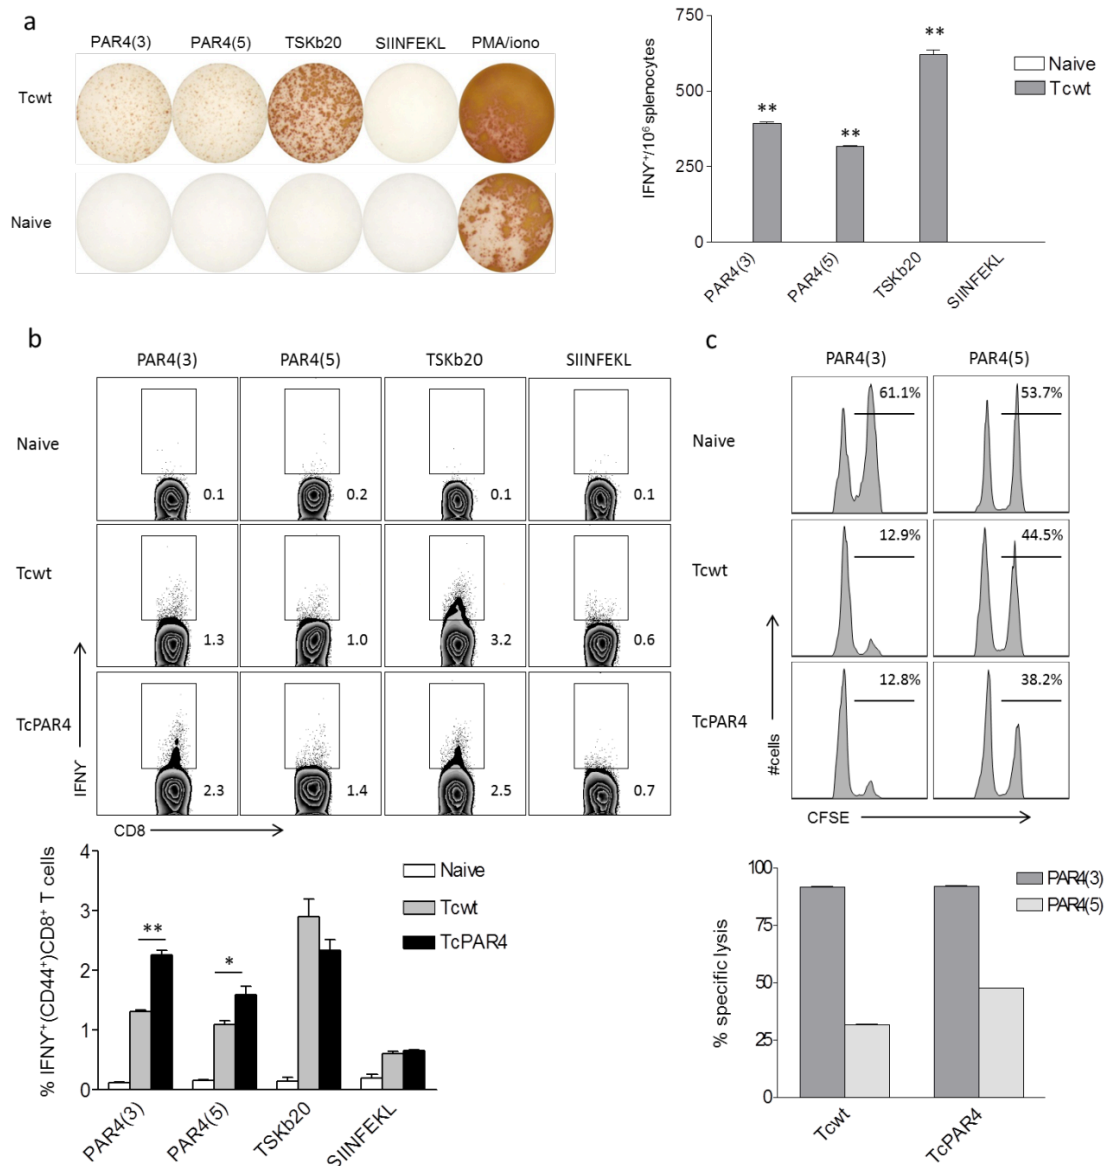 a
PAR4(3) PAR4(5) TSKb20 SIINFEKL PMA/iono
Tcwt
Naive
750
500
250
0
IFNY⁺/10⁶ splenocytes
** ** **
Naive
Tcwt
PAR4(3) PAR4(5) TSKb20 SIINFEKL
b
PAR4(3) PAR4(5) TSKb20 SIINFEKL
Naive
0.1 0.2 0.1 0.1
Tcwt
1.3 1.0 3.2 0.6
TcPAR4
2.3 1.4 2.5 0.7
IFNY
CD8
4
3
2
1
0
% IFNY⁺(CD44⁺)CD8⁺ T cells
** *
Naive
Tcwt
TcPAR4
PAR4(3) PAR4(5) TSKb20 SIINFEKL
c
PAR4(3) PAR4(5)
Naive
61.1% 53.7%
Tcwt
12.9% 44.5%
TcPAR4
12.8% 38.2%
#cells
CFSE
100
75
50
25
0
% specific lysis
PAR4(3)
PAR4(5)
Tcwt TcPAR4